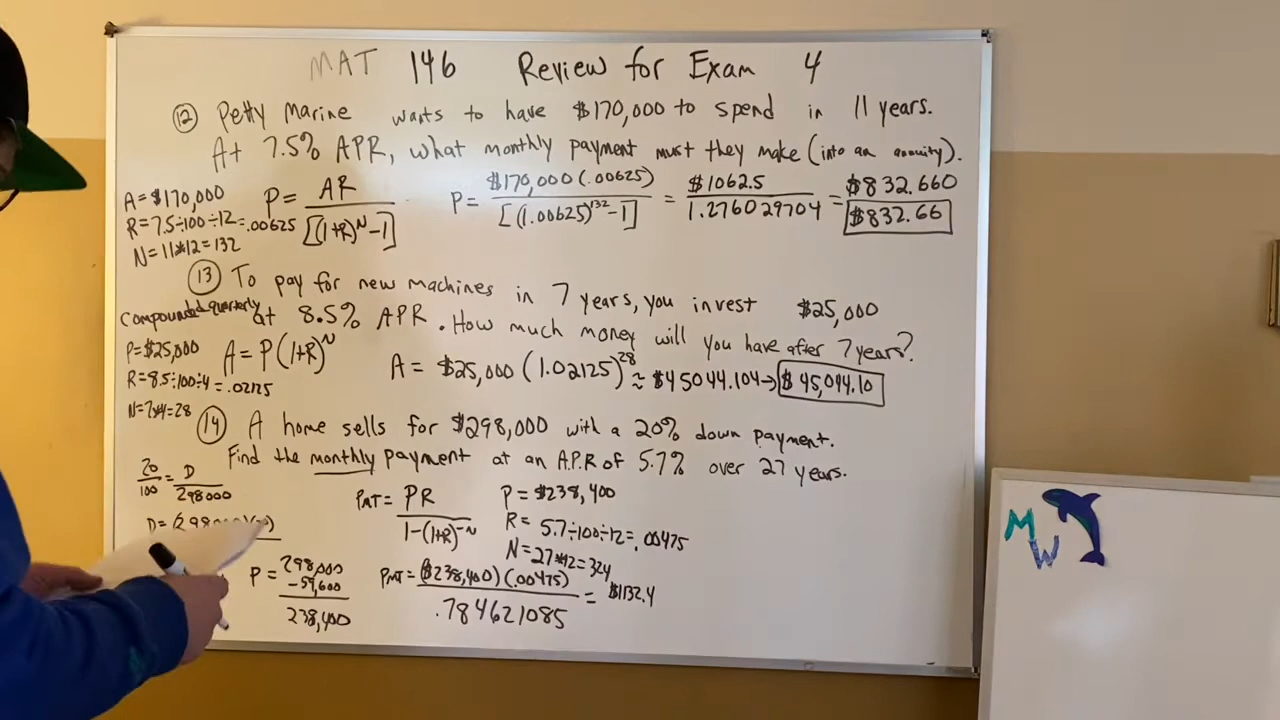 MAT 146 Review for Exam 4
⑫ Petty Marine wants to have $170,000 to spend in 11 years.
At 7.5% APR, what monthly payment must they make (into an annuity).
A = $170,000
R = 7.5÷100÷12=.00625
N = 11*12=132
P = AR / [(1+R)^N -1]
P = $170,000(.00625) / [(1.00625)^132 -1] = $1062.5 / 1.276029704 = $832.660
$832.66
⑬ To pay for new machines in 7 years, you invest $25,000
compounded quarterly at 8.5% APR. How much money will you have after 7 years?
P=$25,000
R=8.5÷100÷4=.02125
N=7*4=28
A = P(1+R)^N
A = $25,000(1.02125)^28 ≈ $45044.104→ $45,044.10
⑭ A home sells for $298,000 with a 20% down payment.
Find the monthly payment at an A.P.R of 5.7% over 27 years.
20/100 = D/298000
D=(298
P = 298,000
-59,600
238,400
PMT = PR / 1-(1+R)^-N
P = $238,400
R = 5.7÷100÷12=.00475
N = 27*12=324
PMT = ($238,400)(.00475) / .784621085 = $1132.4
MW